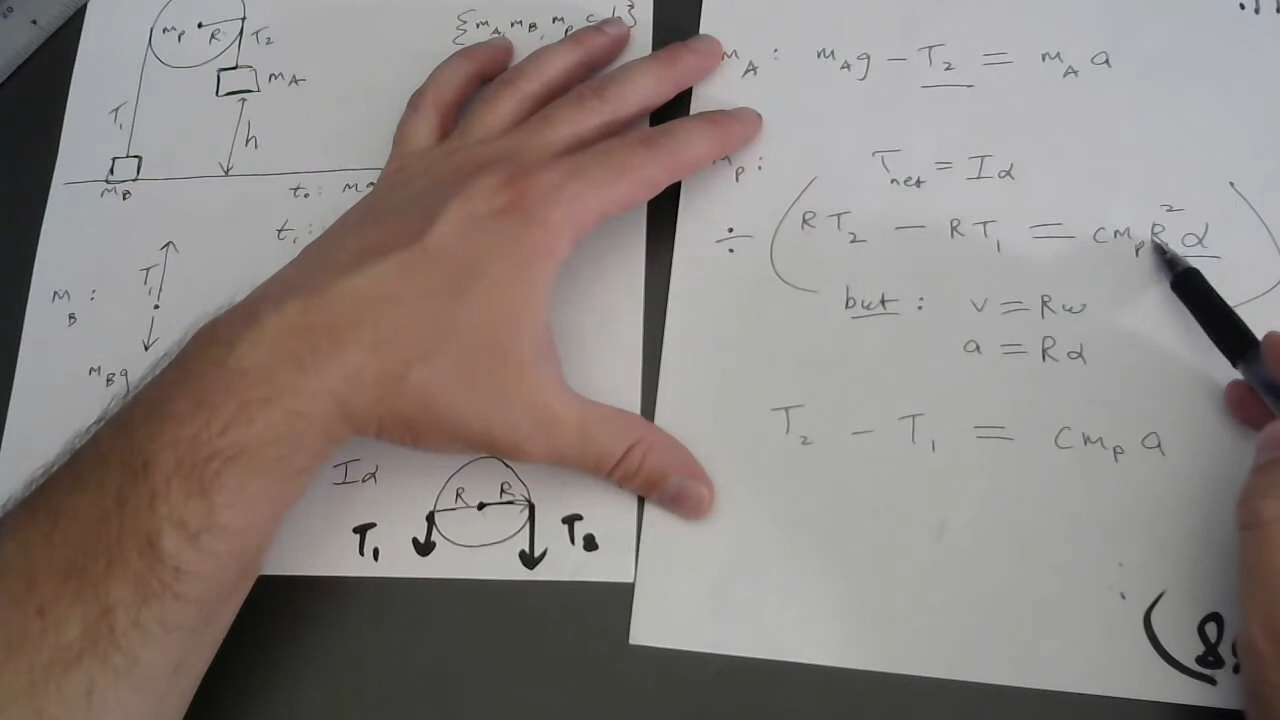 m_P R T_2
{m_A, m_B, m_P, c, h}
m_A
T_1
h
m_B
t_0:
t_1:
m_B : T_1
m_B g
Iα
R R
T_1 T_2
m_A : m_A g − T_2 = m_A a
P:
τ_net = Iα
÷ ( R T_2 − R T_1 = c m_P R^2 α )
but : v = Rω
a = Rα
T_2 − T_1 = c m_P a
(8